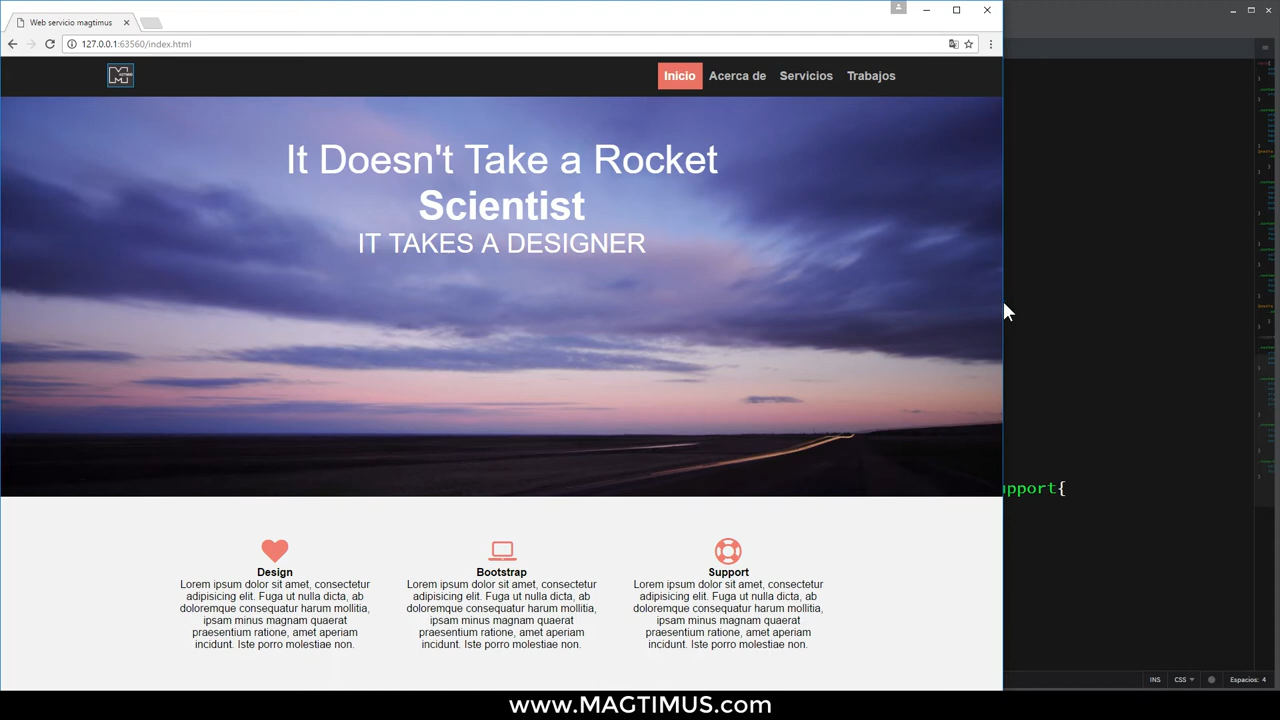 Web servicio magtimus
127.0.0.1:63560/index.html
Inicio Acerca de Servicios Trabajos
It Doesn't Take a Rocket
Scientist
IT TAKES A DESIGNER
Design
Lorem ipsum dolor sit amet, consectetur
adipisicing elit. Fuga ut nulla dicta, ab
doloremque consequatur harum mollitia,
ipsam minus magnam quaerat
praesentium ratione, amet aperiam
incidunt. Iste porro molestiae non.
Bootstrap
Lorem ipsum dolor sit amet, consectetur
adipisicing elit. Fuga ut nulla dicta, ab
doloremque consequatur harum mollitia,
ipsam minus magnam quaerat
praesentium ratione, amet aperiam
incidunt. Iste porro molestiae non.
Support
Lorem ipsum dolor sit amet, consectetur
adipisicing elit. Fuga ut nulla dicta, ab
doloremque consequatur harum mollitia,
ipsam minus magnam quaerat
praesentium ratione, amet aperiam
incidunt. Iste porro molestiae non.
pport{
INS CSS Espacios: 4
www.MAGTIMUS.com